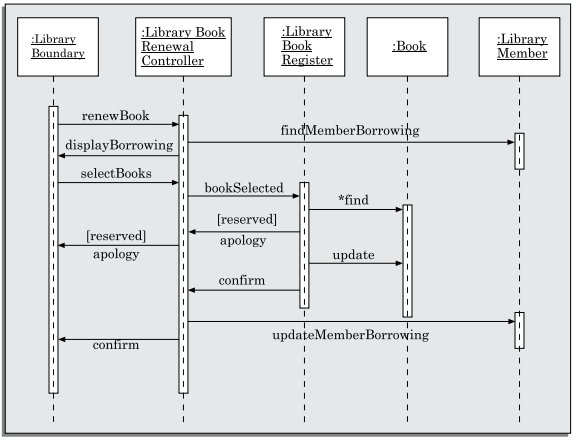 :Library
Boundary
:Library Book
Renewal
Controller
:Library
Book
Register
:Book
:Library
Member
renewBook
findMemberBorrowing
displayBorrowing
selectBooks
bookSelected
*find
[reserved]
apology
[reserved]
apology
update
confirm
updateMemberBorrowing
confirm